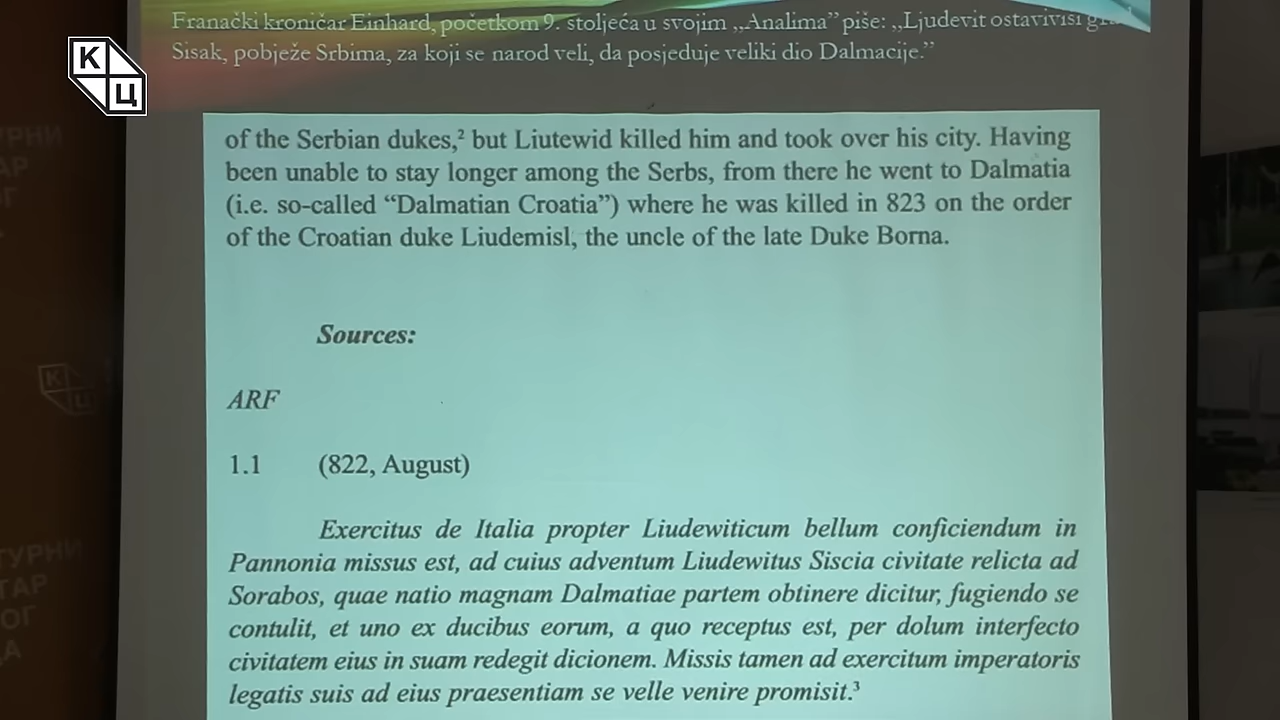 Franački kroničar Einhard, početkom 9. stoljeća u svojim „Analima” piše: „Ljudevit ostavivisi
Sisak, pobježe Srbima, za koji se narod veli, da posjeduje veliki dio Dalmacije.”
К
Ц
of the Serbian dukes,² but Liutewid killed him and took over his city. Having
been unable to stay longer among the Serbs, from there he went to Dalmatia
(i.e. so-called “Dalmatian Croatia”) where he was killed in 823 on the order
of the Croatian duke Liudemisl, the uncle of the late Duke Borna.
Sources:
ARF
1.1 (822, August)
Exercitus de Italia propter Liudewiticum bellum conficiendum in
Pannonia missus est, ad cuius adventum Liudewitus Siscia civitate relicta ad
Sorabos, quae natio magnam Dalmatiae partem obtinere dicitur, fugiendo se
contulit, et uno ex ducibus eorum, a quo receptus est, per dolum interfecto
civitatem eius in suam redegit dicionem. Missis tamen ad exercitum imperatoris
legatis suis ad eius praesentiam se velle venire promisit.³